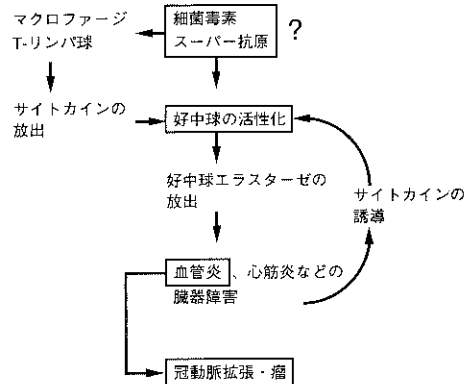 マクロファージ
T-リンパ球
細菌毒素
スーパー抗原
?
サイトカインの
放出
好中球の活性化
好中球エラスターゼの
放出
サイトカインの
誘導
血管炎、心筋炎などの
臓器障害
冠動脈拡張・瘤